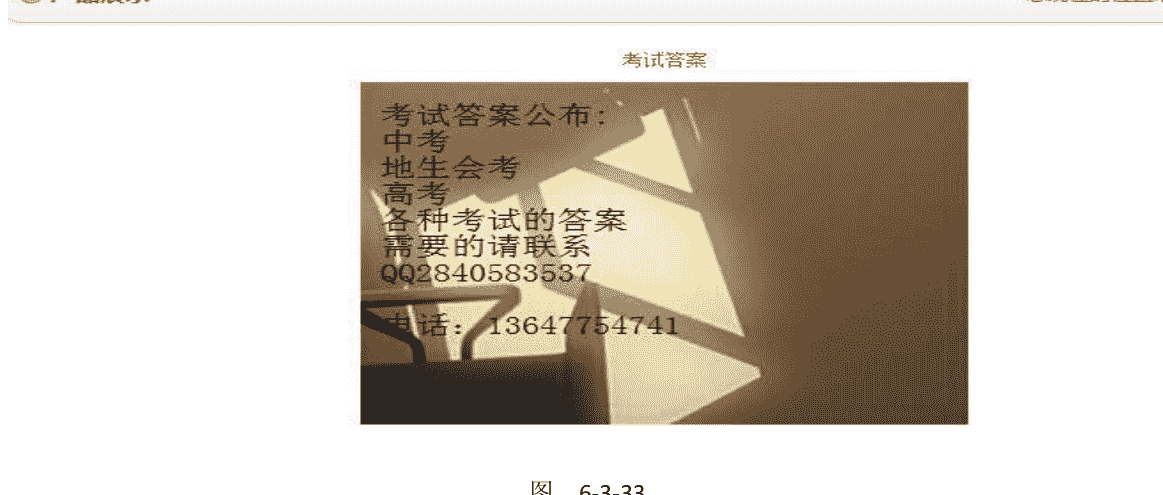 考试答案
考试答案公布:
中考
地生会考
高考
各种考试的答案
需要的请联系
QQ2840583537
电话：13647754741
图 6-3-33